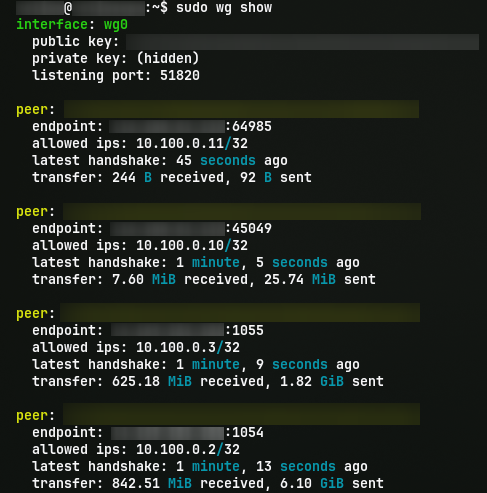 @ :~$ sudo wg show
interface: wg0
public key:
private key: (hidden)
listening port: 51820
peer:
endpoint: :64985
allowed ips: 10.100.0.11/32
latest handshake: 45 seconds ago
transfer: 244 B received, 92 B sent
peer:
endpoint: :45049
allowed ips: 10.100.0.10/32
latest handshake: 1 minute, 5 seconds ago
transfer: 7.60 MiB received, 25.74 MiB sent
peer:
endpoint: :1055
allowed ips: 10.100.0.3/32
latest handshake: 1 minute, 9 seconds ago
transfer: 625.18 MiB received, 1.82 GiB sent
peer:
endpoint: :1054
allowed ips: 10.100.0.2/32
latest handshake: 1 minute, 13 seconds ago
transfer: 842.51 MiB received, 6.10 GiB sent